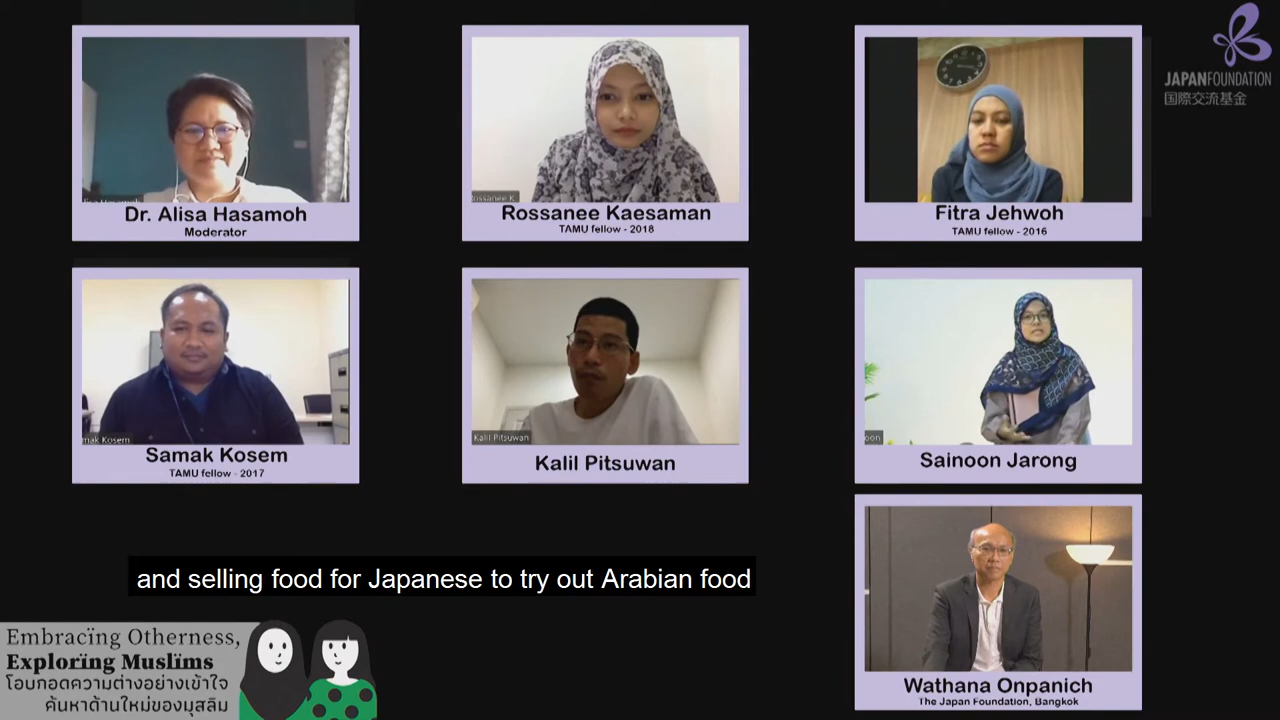 JAPANFOUNDATION
国際交流基金
Dr. Alisa Hasamoh
Moderator
Rossanee K.
Rossanee Kaesaman
TAMU fellow - 2018
Fitra Jehwoh
TAMU fellow - 2016
Samak Kosem
TAMU fellow - 2017
Kalil Pitsuwan
Kalil Pitsuwan
oon
Sainoon Jarong
and selling food for Japanese to try out Arabian food
Embracing Otherness,
Exploring Muslims
โอบกอดความต่างอย่างเข้าใจ
ค้นหาด้านใหม่ของมุสลิม
Wathana Onpanich
The Japan Foundation, Bangkok